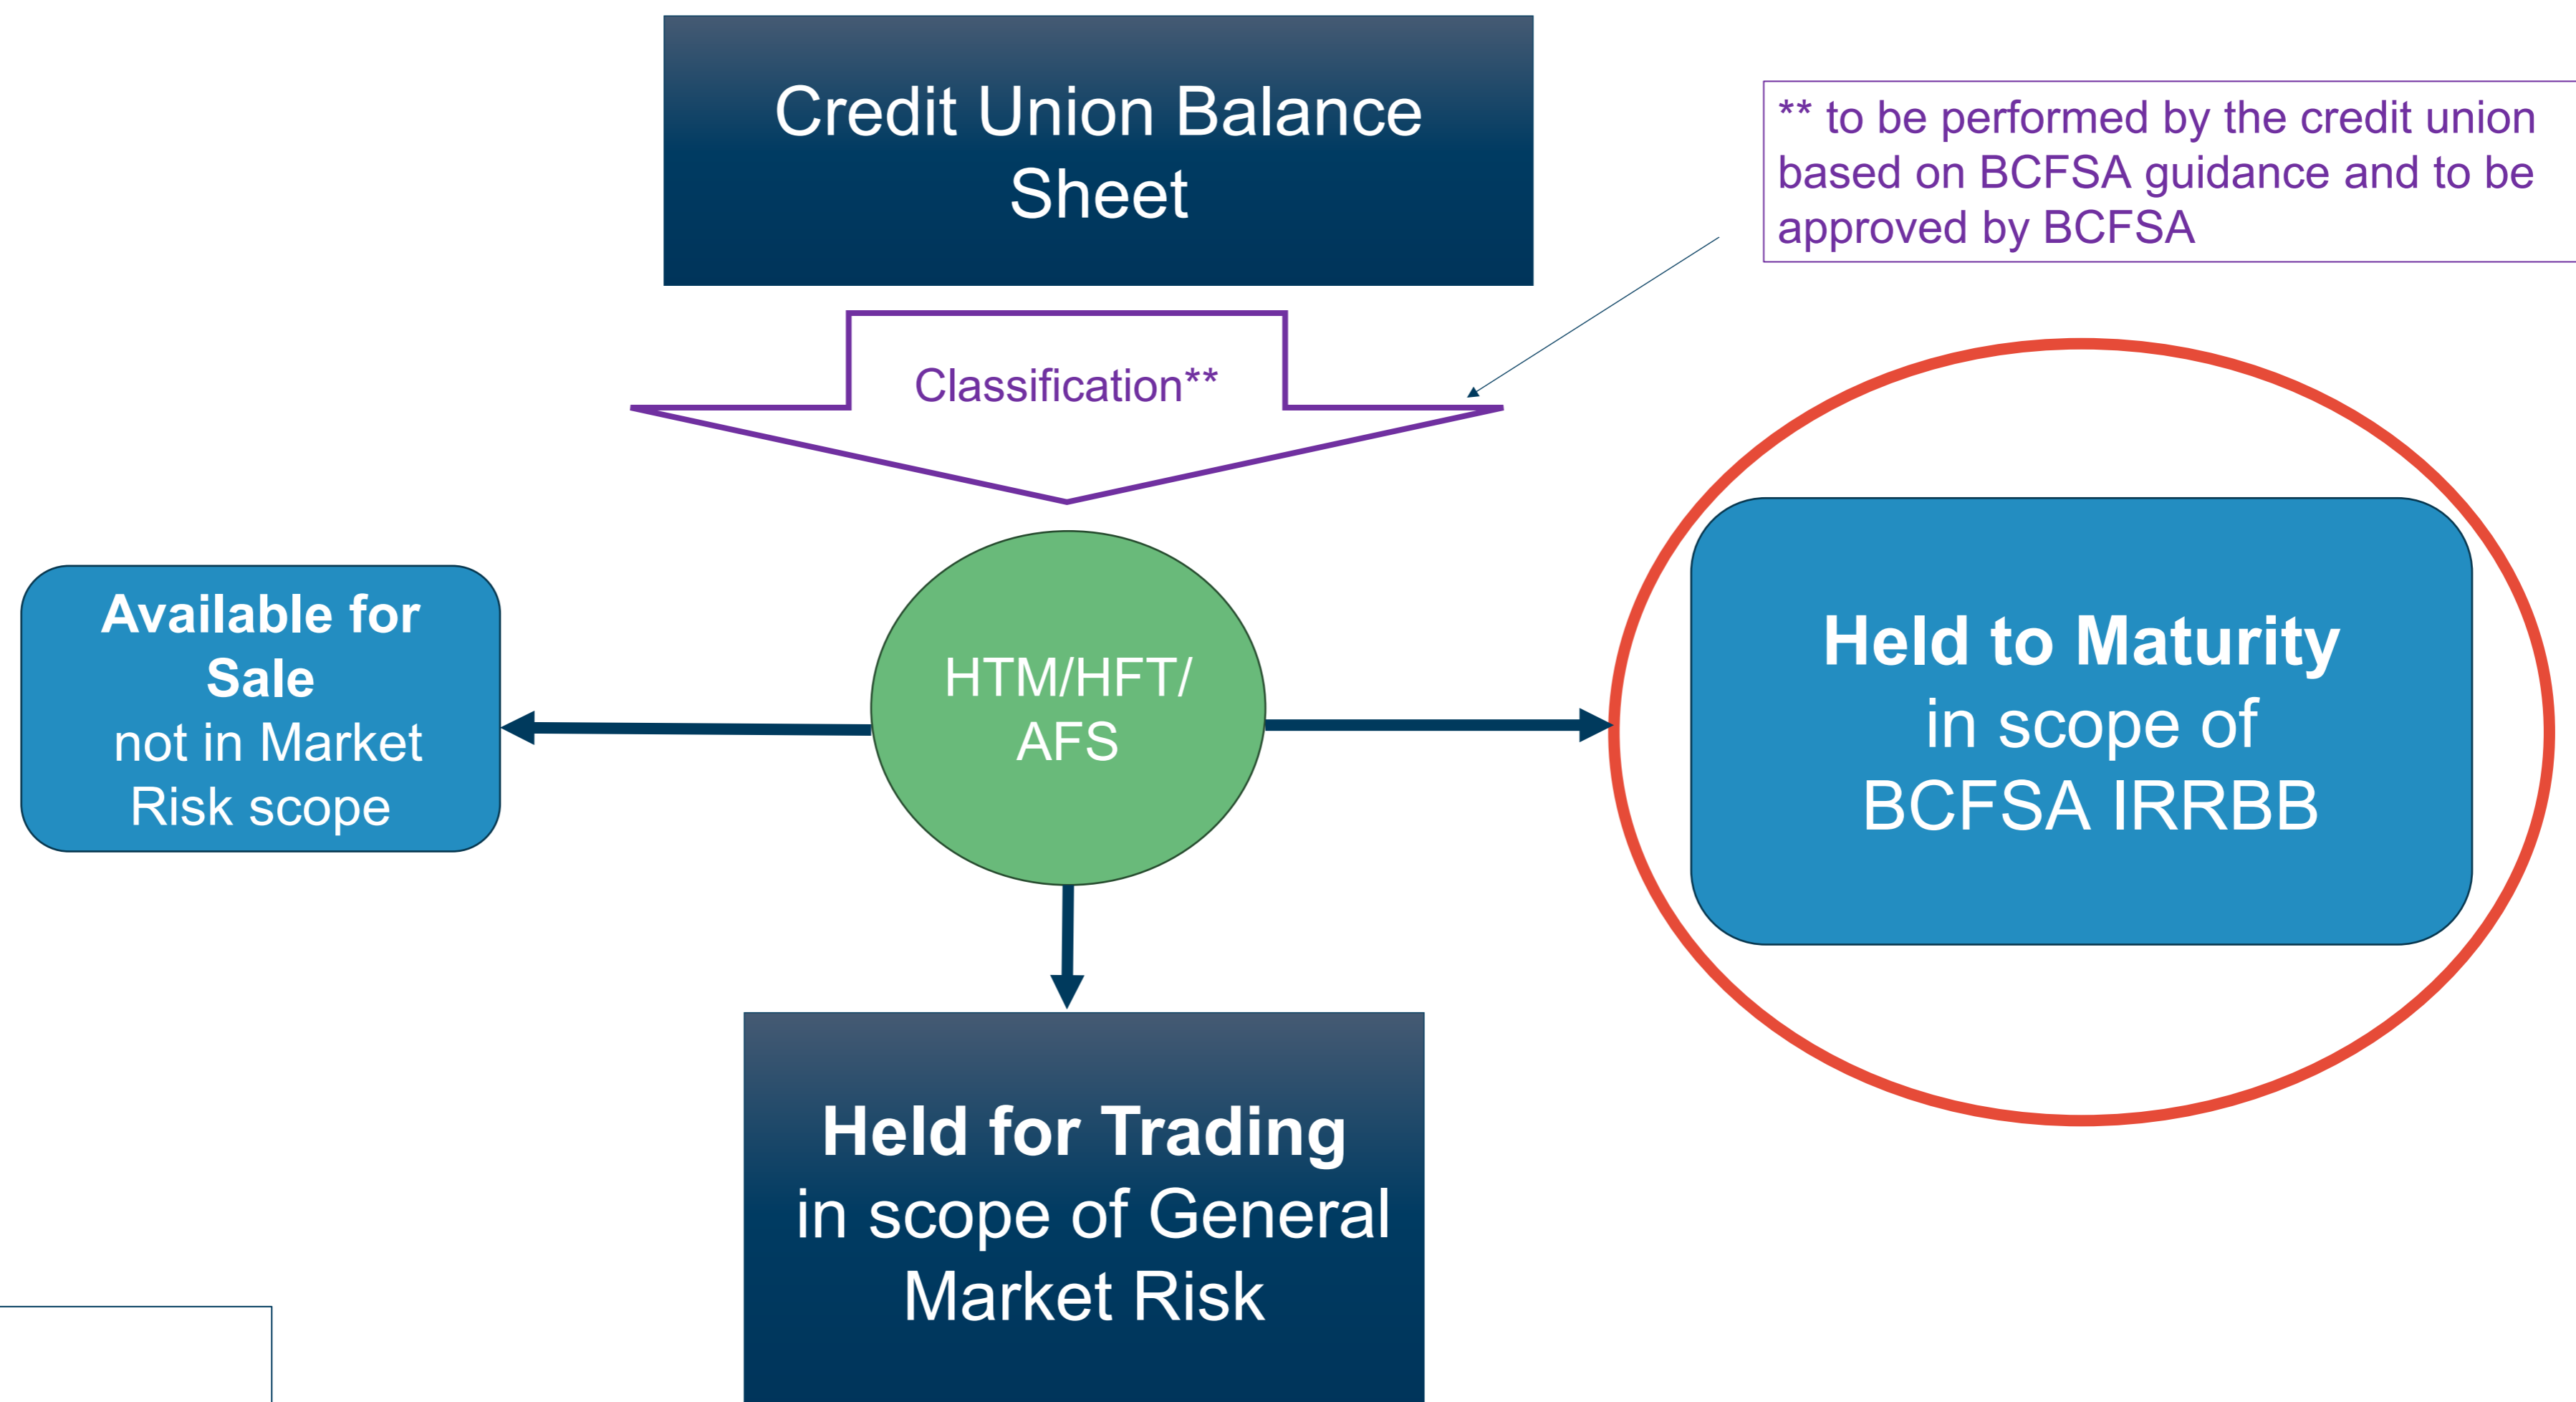 Credit Union Balance
Sheet
** to be performed by the credit union
based on BCFSA guidance and to be
approved by BCFSA
Classification**
Available for
Sale
not in Market
Risk scope
HTM/HFT/
AFS
Held to Maturity
in scope of
BCFSA IRRBB
Held for Trading
in scope of General
Market Risk